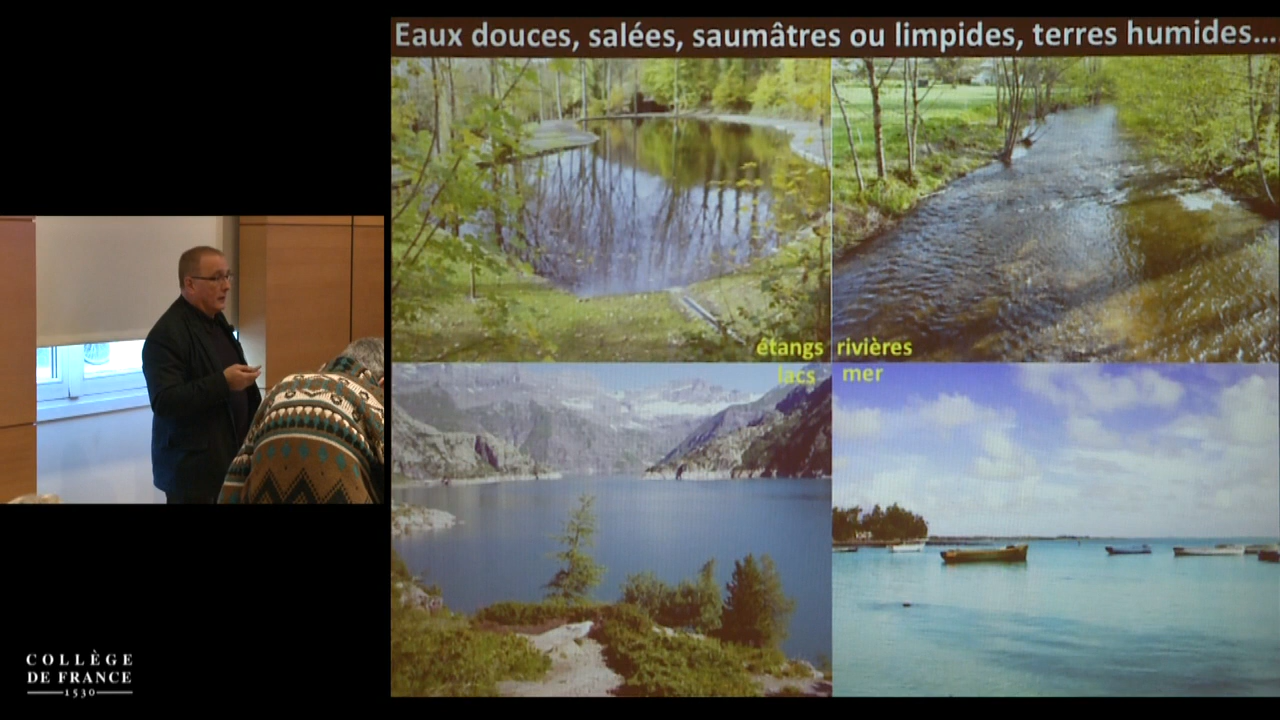 Eaux douces, salées, saumâtres ou limpides, terres humides...
étangs
rivières
lacs
mer
COLLÈGE
DE FRANCE
1530